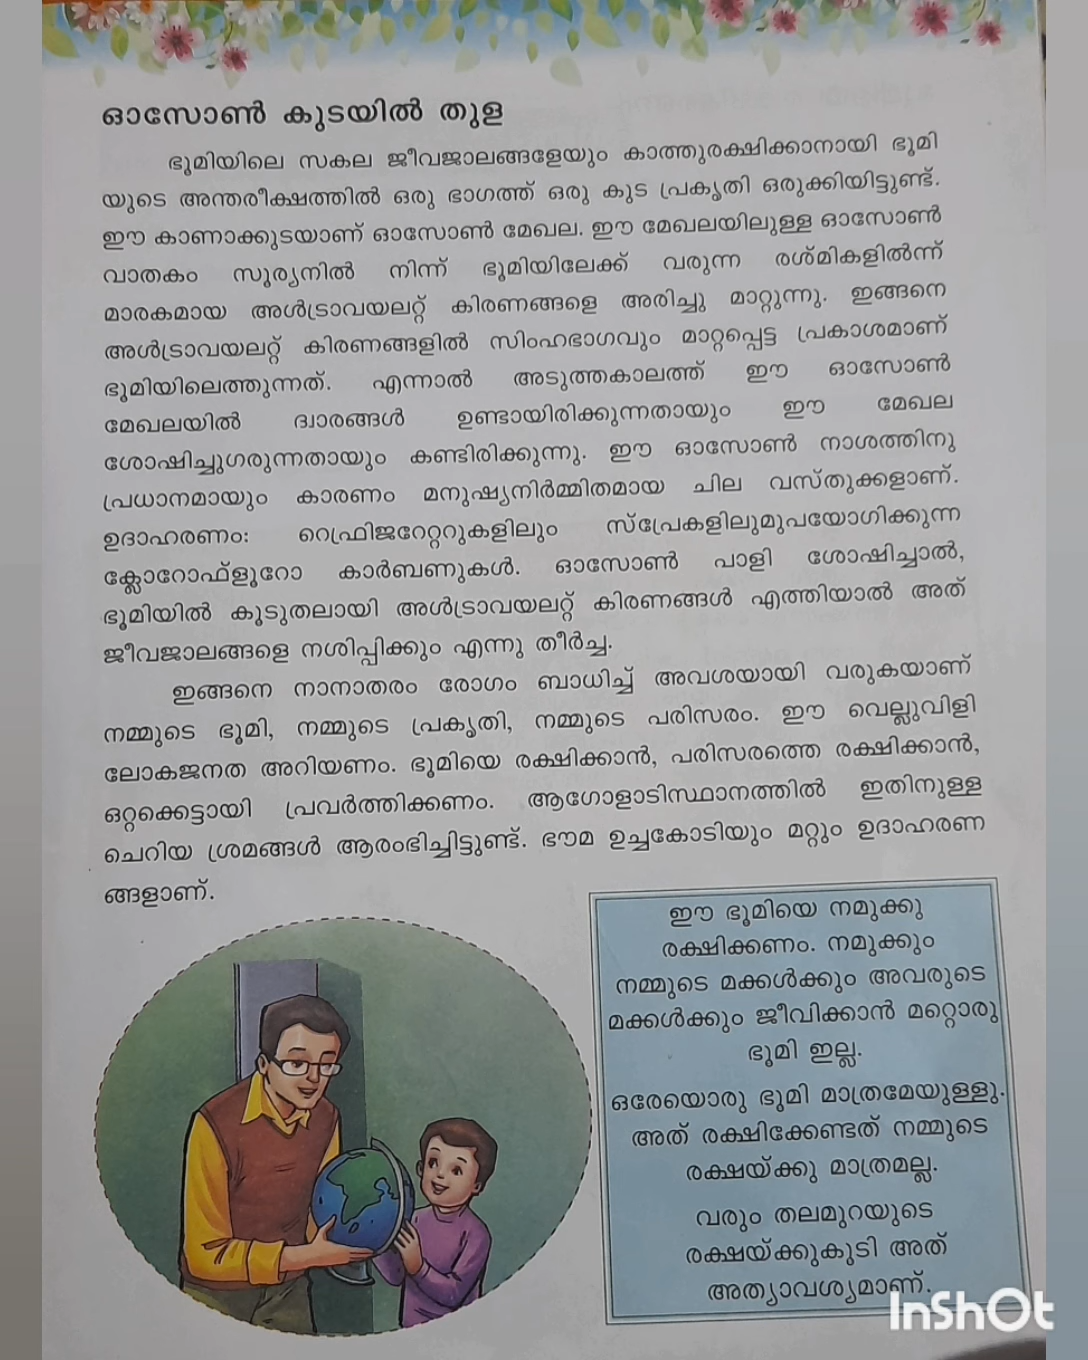 ഓസോൺ കുടയിൽ തുള
ഭൂമിയിലെ സകല ജീവജാലങ്ങളേയും കാത്തുരക്ഷിക്കാനായി ഭൂമി
യുടെ അന്തരീക്ഷത്തിൽ ഒരു ഭാഗത്ത് ഒരു കുട പ്രകൃതി ഒരുക്കിയിട്ടുണ്ട്.
ഈ കാണാക്കുടയാണ് ഓസോൺ മേഖല. ഈ മേഖലയിലുള്ള ഓസോൺ
വാതകം സൂര്യനിൽ നിന്ന് ഭൂമിയിലേക്ക് വരുന്ന രശ്മികളിൽന്ന്
മാരകമായ അൾട്രാവയലറ്റ് കിരണങ്ങളെ അരിച്ചു മാറ്റുന്നു. ഇങ്ങനെ
അൾട്രാവയലറ്റ് കിരണങ്ങളിൽ സിംഹഭാഗവും മാറ്റപ്പെട്ട പ്രകാശമാണ്
ഭൂമിയിലെത്തുന്നത്. എന്നാൽ അടുത്തകാലത്ത് ഈ ഓസോൺ
മേഖലയിൽ ദ്വാരങ്ങൾ ഉണ്ടായിരിക്കുന്നതായും ഈ മേഖല
ശോഷിച്ചുഗരുന്നതായും കണ്ടിരിക്കുന്നു. ഈ ഓസോൺ നാശത്തിനു
പ്രധാനമായും കാരണം മനുഷ്യനിർമ്മിതമായ ചില വസ്തുക്കളാണ്.
ഉദാഹരണം: റെഫ്രിജറേറ്ററുകളിലും സ്പ്രേകളിലുമുപയോഗിക്കുന്ന
ക്ലോറോഫ്ളൂറോ കാർബണുകൾ. ഓസോൺ പാളി ശോഷിച്ചാൽ,
ഭൂമിയിൽ കൂടുതലായി അൾട്രാവയലറ്റ് കിരണങ്ങൾ എത്തിയാൽ അത്
ജീവജാലങ്ങളെ നശിപ്പിക്കും എന്നു തീർച്ച.
ഇങ്ങനെ നാനാതരം രോഗം ബാധിച്ച് അവശയായി വരുകയാണ്
നമ്മുടെ ഭൂമി, നമ്മുടെ പ്രകൃതി, നമ്മുടെ പരിസരം. ഈ വെല്ലുവിളി
ലോകജനത അറിയണം. ഭൂമിയെ രക്ഷിക്കാൻ, പരിസരത്തെ രക്ഷിക്കാൻ,
ഒറ്റക്കെട്ടായി പ്രവർത്തിക്കണം. ആഗോളാടിസ്ഥാനത്തിൽ ഇതിനുള്ള
ചെറിയ ശ്രമങ്ങൾ ആരംഭിച്ചിട്ടുണ്ട്. ഭൗമ ഉച്ചകോടിയും മറ്റും ഉദാഹരണ
ങ്ങളാണ്.
ഈ ഭൂമിയെ നമുക്കു
രക്ഷിക്കണം. നമുക്കും
നമ്മുടെ മക്കൾക്കും അവരുടെ
മക്കൾക്കും ജീവിക്കാൻ മറ്റൊരു
ഭൂമി ഇല്ല.
ഒരേയൊരു ഭൂമി മാത്രമേയുള്ളു.
അത് രക്ഷിക്കേണ്ടത് നമ്മുടെ
രക്ഷയ്ക്കു മാത്രമല്ല.
വരും തലമുറയുടെ
രക്ഷയ്ക്കുകൂടി അത്
അത്യാവശ്യമാണ്.
InShOt